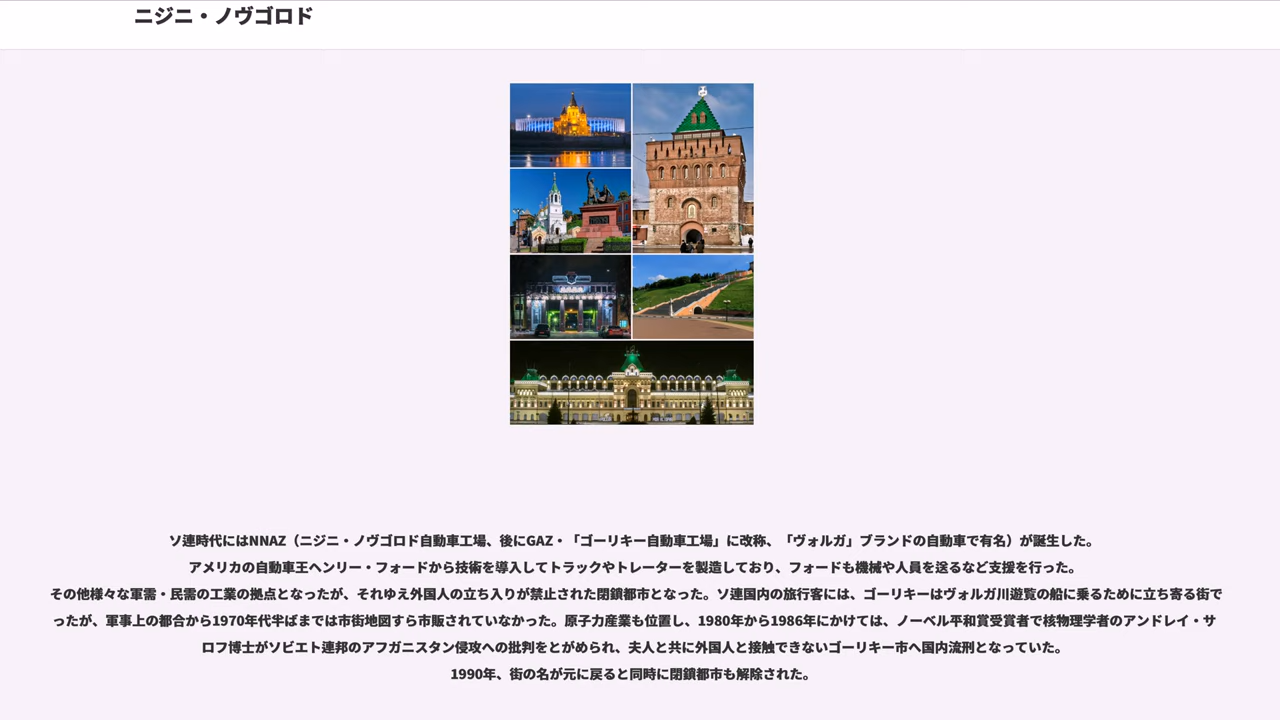 ニジニ・ノヴゴロド
ソ連時代にはNNAZ（ニジニ・ノヴゴロド自動車工場、後にGAZ・「ゴーリキー自動車工場」に改称、「ヴォルガ」ブランドの自動車で有名）が誕生した。
アメリカの自動車王ヘンリー・フォードから技術を導入してトラックやトレーターを製造しており、フォードも機械や人員を送るなど支援を行った。
その他様々な軍需・民需の工業の拠点となったが、それゆえ外国人の立ち入りが禁止された閉鎖都市となった。ソ連国内の旅行客には、ゴーリキーはヴォルガ川遊覧の船に乗るために立ち寄る街で
ったが、軍事上の都合から1970年代半ばまでは市街地図すら市販されていなかった。原子力産業も位置し、1980年から1986年にかけては、ノーベル平和賞受賞者で核物理学者のアンドレイ・サ
ロフ博士がソビエト連邦のアフガニスタン侵攻への批判をとがめられ、夫人と共に外国人と接触できないゴーリキー市へ国内流刑となっていた。
1990年、街の名が元に戻ると同時に閉鎖都市も解除された。